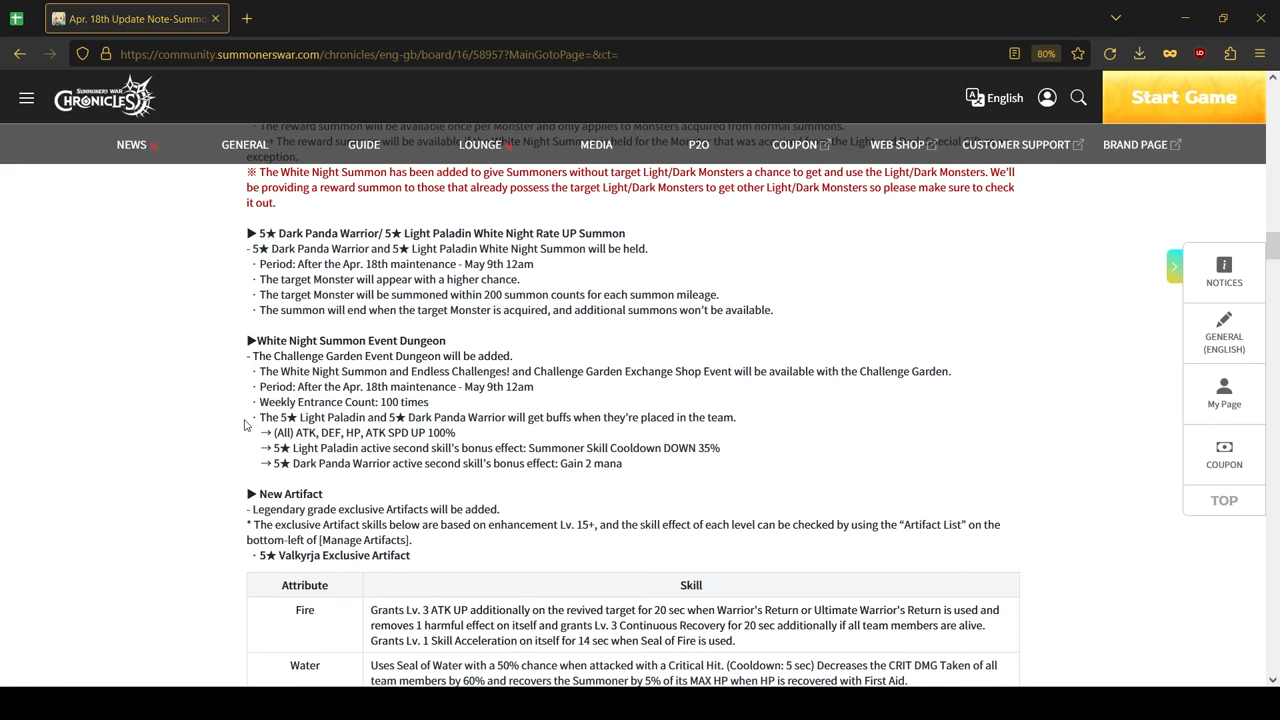 Apr. 18th Update Note-Summo
https://community.summonerswar.com/chronicles/eng-gb/board/16/58957?MainGotoPage=&ct=
80%
SUMMONERS WAR
CHRONICLES
English
Start Game
· The reward summon will be available once per Monster and only applies to Monsters acquired from normal summons.
NEWS
GENERAL
GUIDE
LOUNGE
MEDIA
P2O
COUPON
WEB SHOP
CUSTOMER SUPPORT
BRAND PAGE
exception.
※ The White Night Summon has been added to give Summoners without target Light/Dark Monsters a chance to get and use the Light/Dark Monsters. We'll
be providing a reward summon to those that already possess the target Light/Dark Monsters to get other Light/Dark Monsters so please make sure to check
it out.
▶ 5★ Dark Panda Warrior/ 5★ Light Paladin White Night Rate UP Summon
- 5★ Dark Panda Warrior and 5★ Light Paladin White Night Summon will be held.
· Period: After the Apr. 18th maintenance - May 9th 12am
· The target Monster will appear with a higher chance.
· The target Monster will be summoned within 200 summon counts for each summon mileage.
· The summon will end when the target Monster is acquired, and additional summons won't be available.
▶White Night Summon Event Dungeon
- The Challenge Garden Event Dungeon will be added.
· The White Night Summon and Endless Challenges! and Challenge Garden Exchange Shop Event will be available with the Challenge Garden.
· Period: After the Apr. 18th maintenance - May 9th 12am
· Weekly Entrance Count: 100 times
· The 5★ Light Paladin and 5★ Dark Panda Warrior will get buffs when they're placed in the team.
→ (All) ATK, DEF, HP, ATK SPD UP 100%
→ 5★ Light Paladin active second skill's bonus effect: Summoner Skill Cooldown DOWN 35%
→ 5★ Dark Panda Warrior active second skill's bonus effect: Gain 2 mana
▶ New Artifact
- Legendary grade exclusive Artifacts will be added.
* The exclusive Artifact skills below are based on enhancement Lv. 15+, and the skill effect of each level can be checked by using the “Artifact List” on the
bottom-left of [Manage Artifacts].
· 5★ Valkyrja Exclusive Artifact
Attribute
Skill
Fire
Grants Lv. 3 ATK UP additionally on the revived target for 20 sec when Warrior's Return or Ultimate Warrior's Return is used and
removes 1 harmful effect on itself and grants Lv. 3 Continuous Recovery for 20 sec additionally if all team members are alive.
Grants Lv. 1 Skill Acceleration on itself for 14 sec when Seal of Fire is used.
Water
Uses Seal of Water with a 50% chance when attacked with a Critical Hit. (Cooldown: 5 sec) Decreases the CRIT DMG Taken of all
team members by 60% and recovers the Summoner by 5% of its MAX HP when HP is recovered with First Aid.
NOTICES
GENERAL
(ENGLISH)
My Page
COUPON
TOP